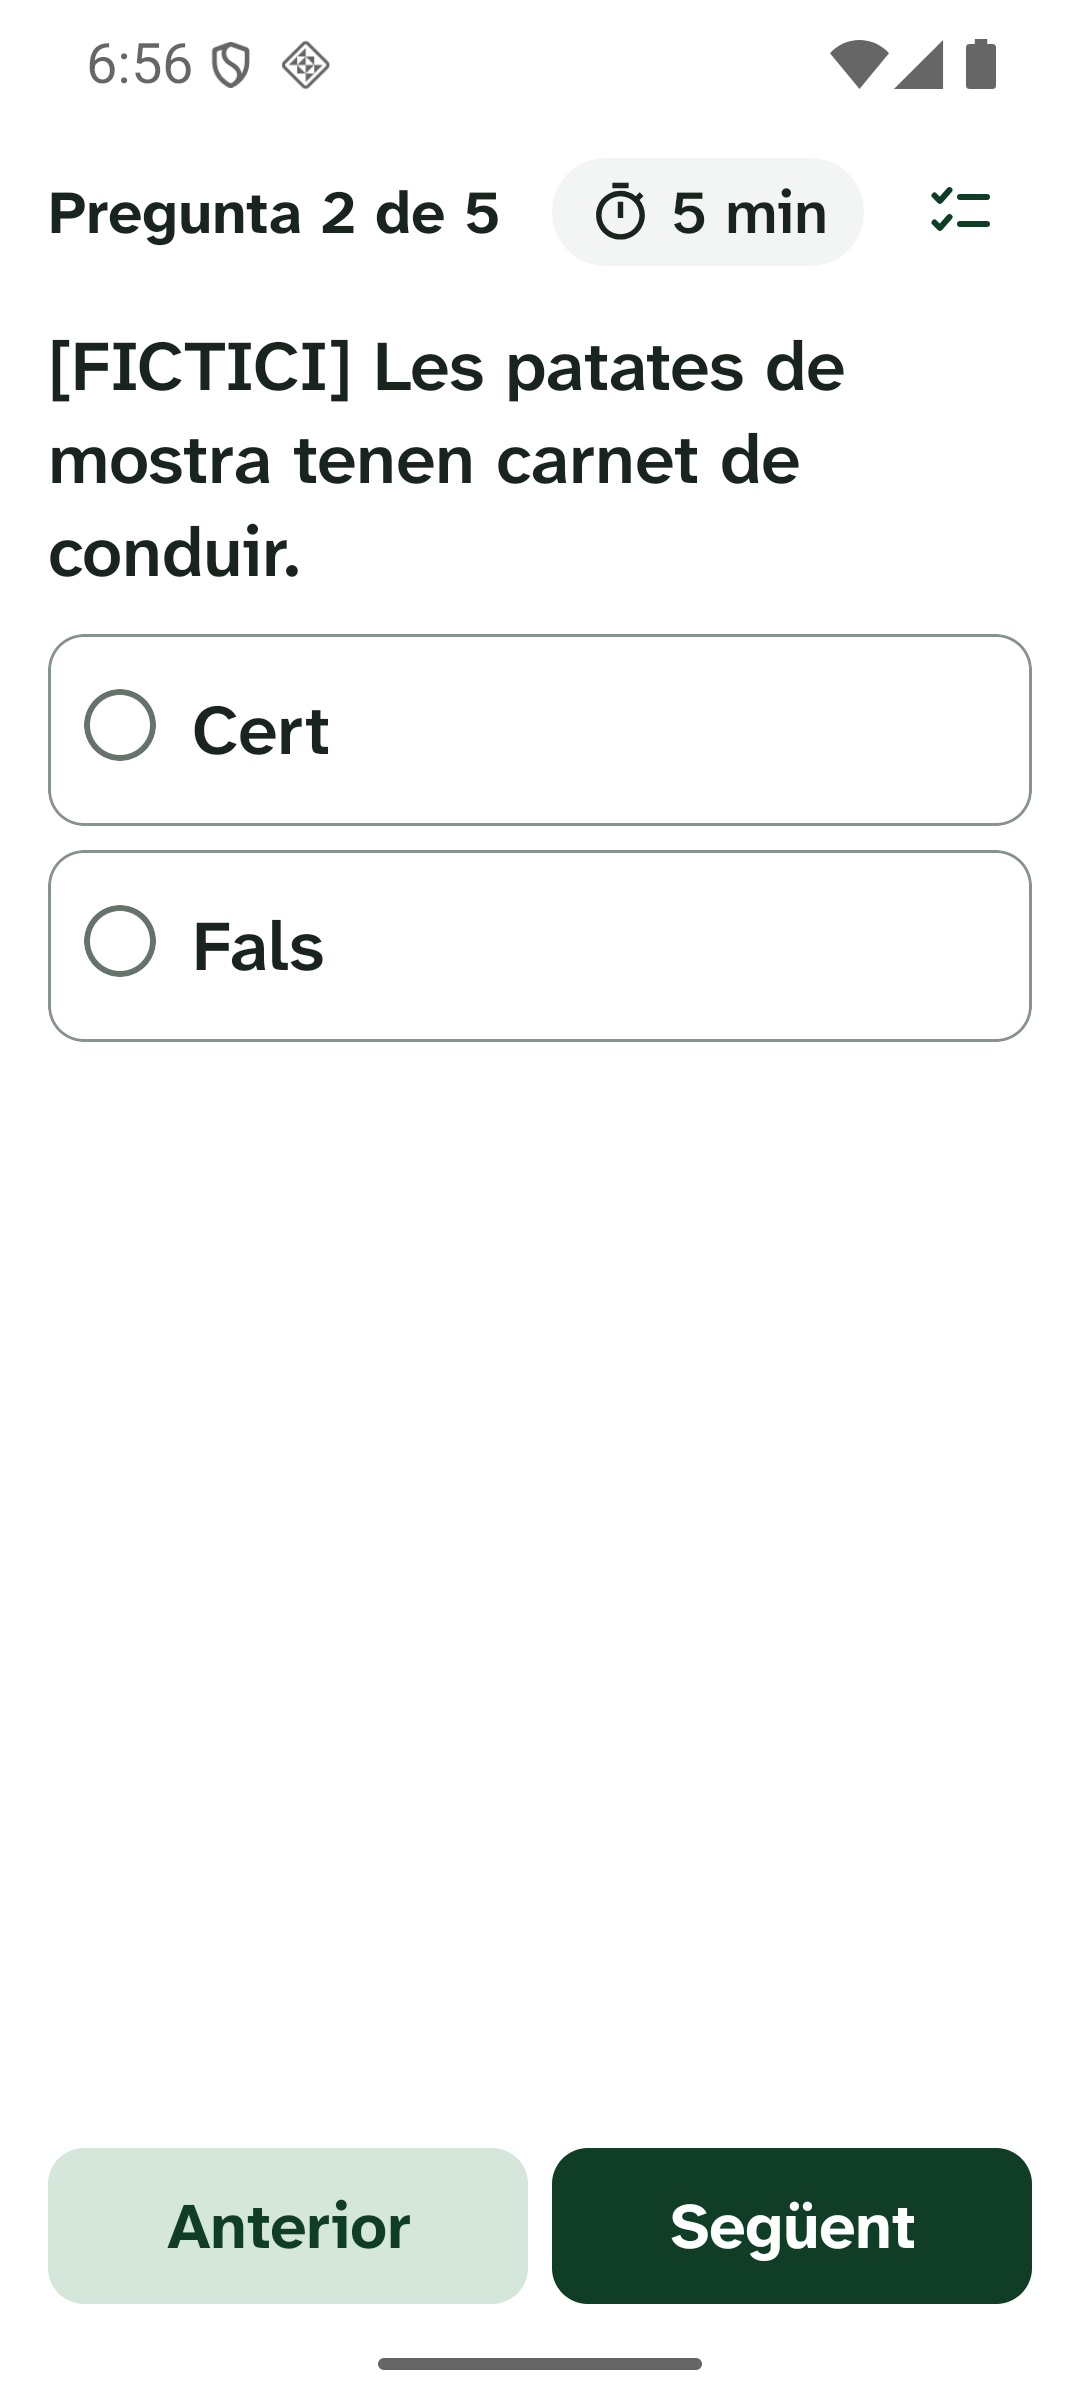 6:56
Pregunta 2 de 5
5 min
[FICTICI] Les patates de
mostra tenen carnet de
conduir.
Cert
Fals
Anterior
Següent